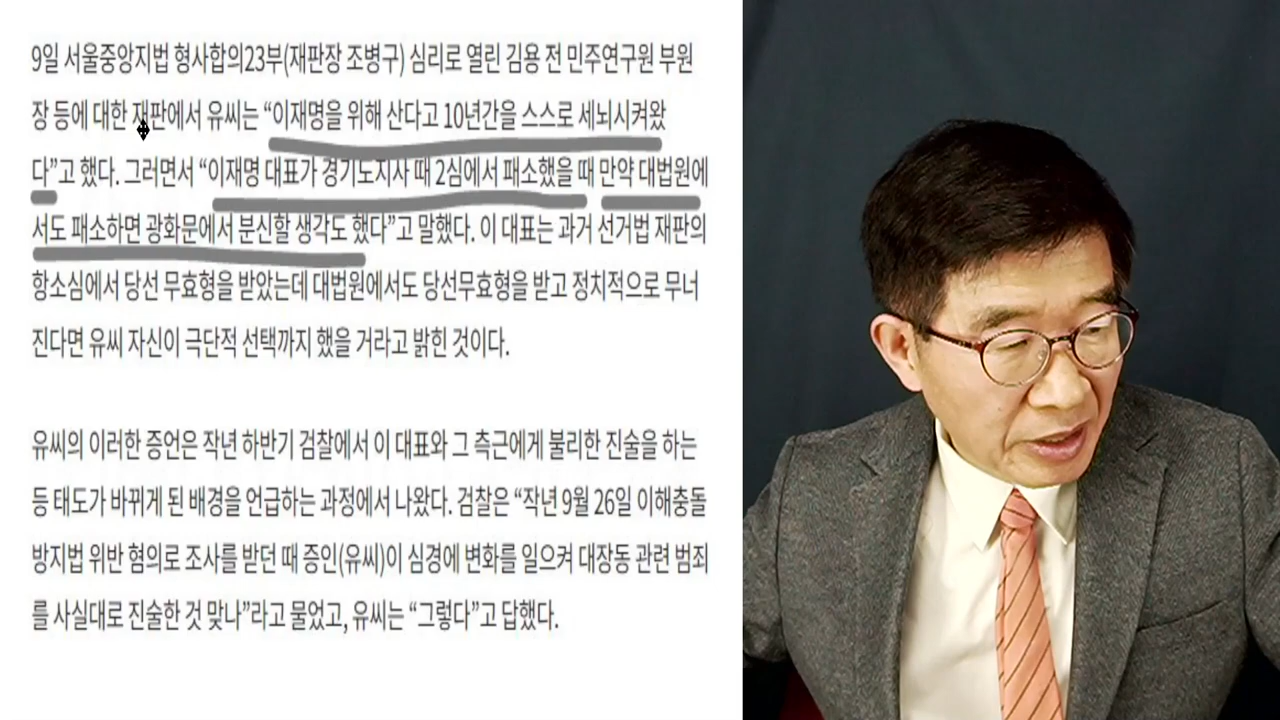 9일 서울중앙지법 형사합의23부(재판장 조병구) 심리로 열린 김용 전 민주연구원 부원
장 등에 대한 재판에서 유씨는 “이재명을 위해 산다고 10년간을 스스로 세뇌시켜왔
다”고 했다. 그러면서 “이재명 대표가 경기도지사 때 2심에서 패소했을 때 만약 대법원에
서도 패소하면 광화문에서 분신할 생각도 했다”고 말했다. 이 대표는 과거 선거법 재판의
항소심에서 당선 무효형을 받았는데 대법원에서도 당선무효형을 받고 정치적으로 무너
진다면 유씨 자신이 극단적 선택까지 했을 거라고 밝힌 것이다.
유씨의 이러한 증언은 작년 하반기 검찰에서 이 대표와 그 측근에게 불리한 진술을 하는
등 태도가 바뀌게 된 배경을 언급하는 과정에서 나왔다. 검찰은 “작년 9월 26일 이해충돌
방지법 위반 혐의로 조사를 받던 때 증인(유씨)이 심경에 변화를 일으켜 대장동 관련 범죄
를 사실대로 진술한 것 맞나”라고 물었고, 유씨는 “그렇다”고 답했다.